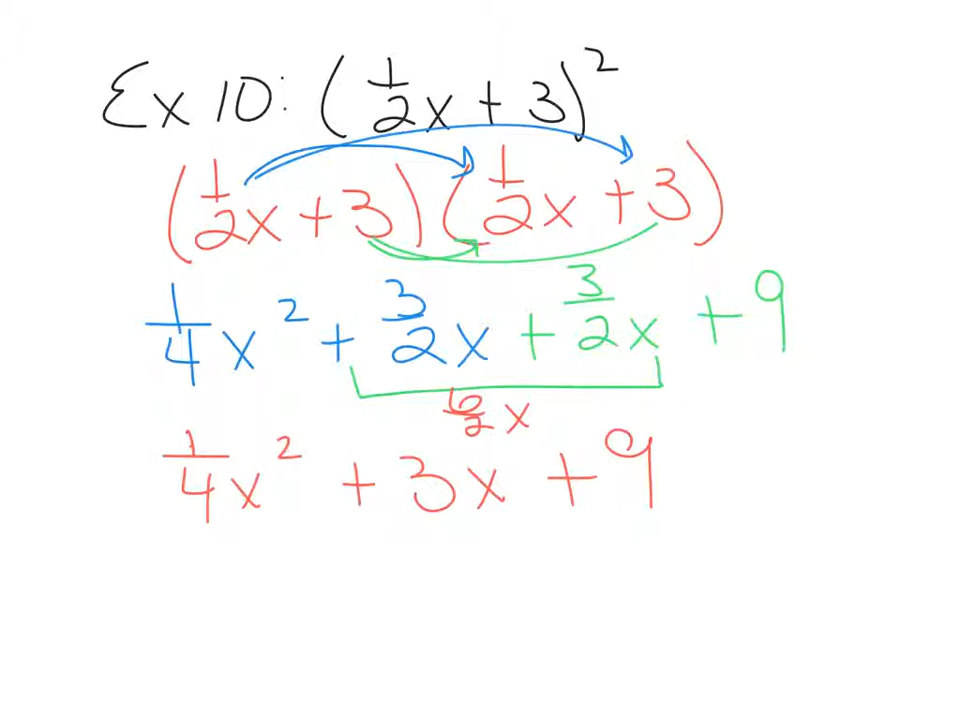 Ex 10: (1/2x + 3)²
(1/2x + 3)(1/2x + 3)
1/4x² + 3/2x + 3/2x + 9
6/2x
1/4x² + 3x + 9